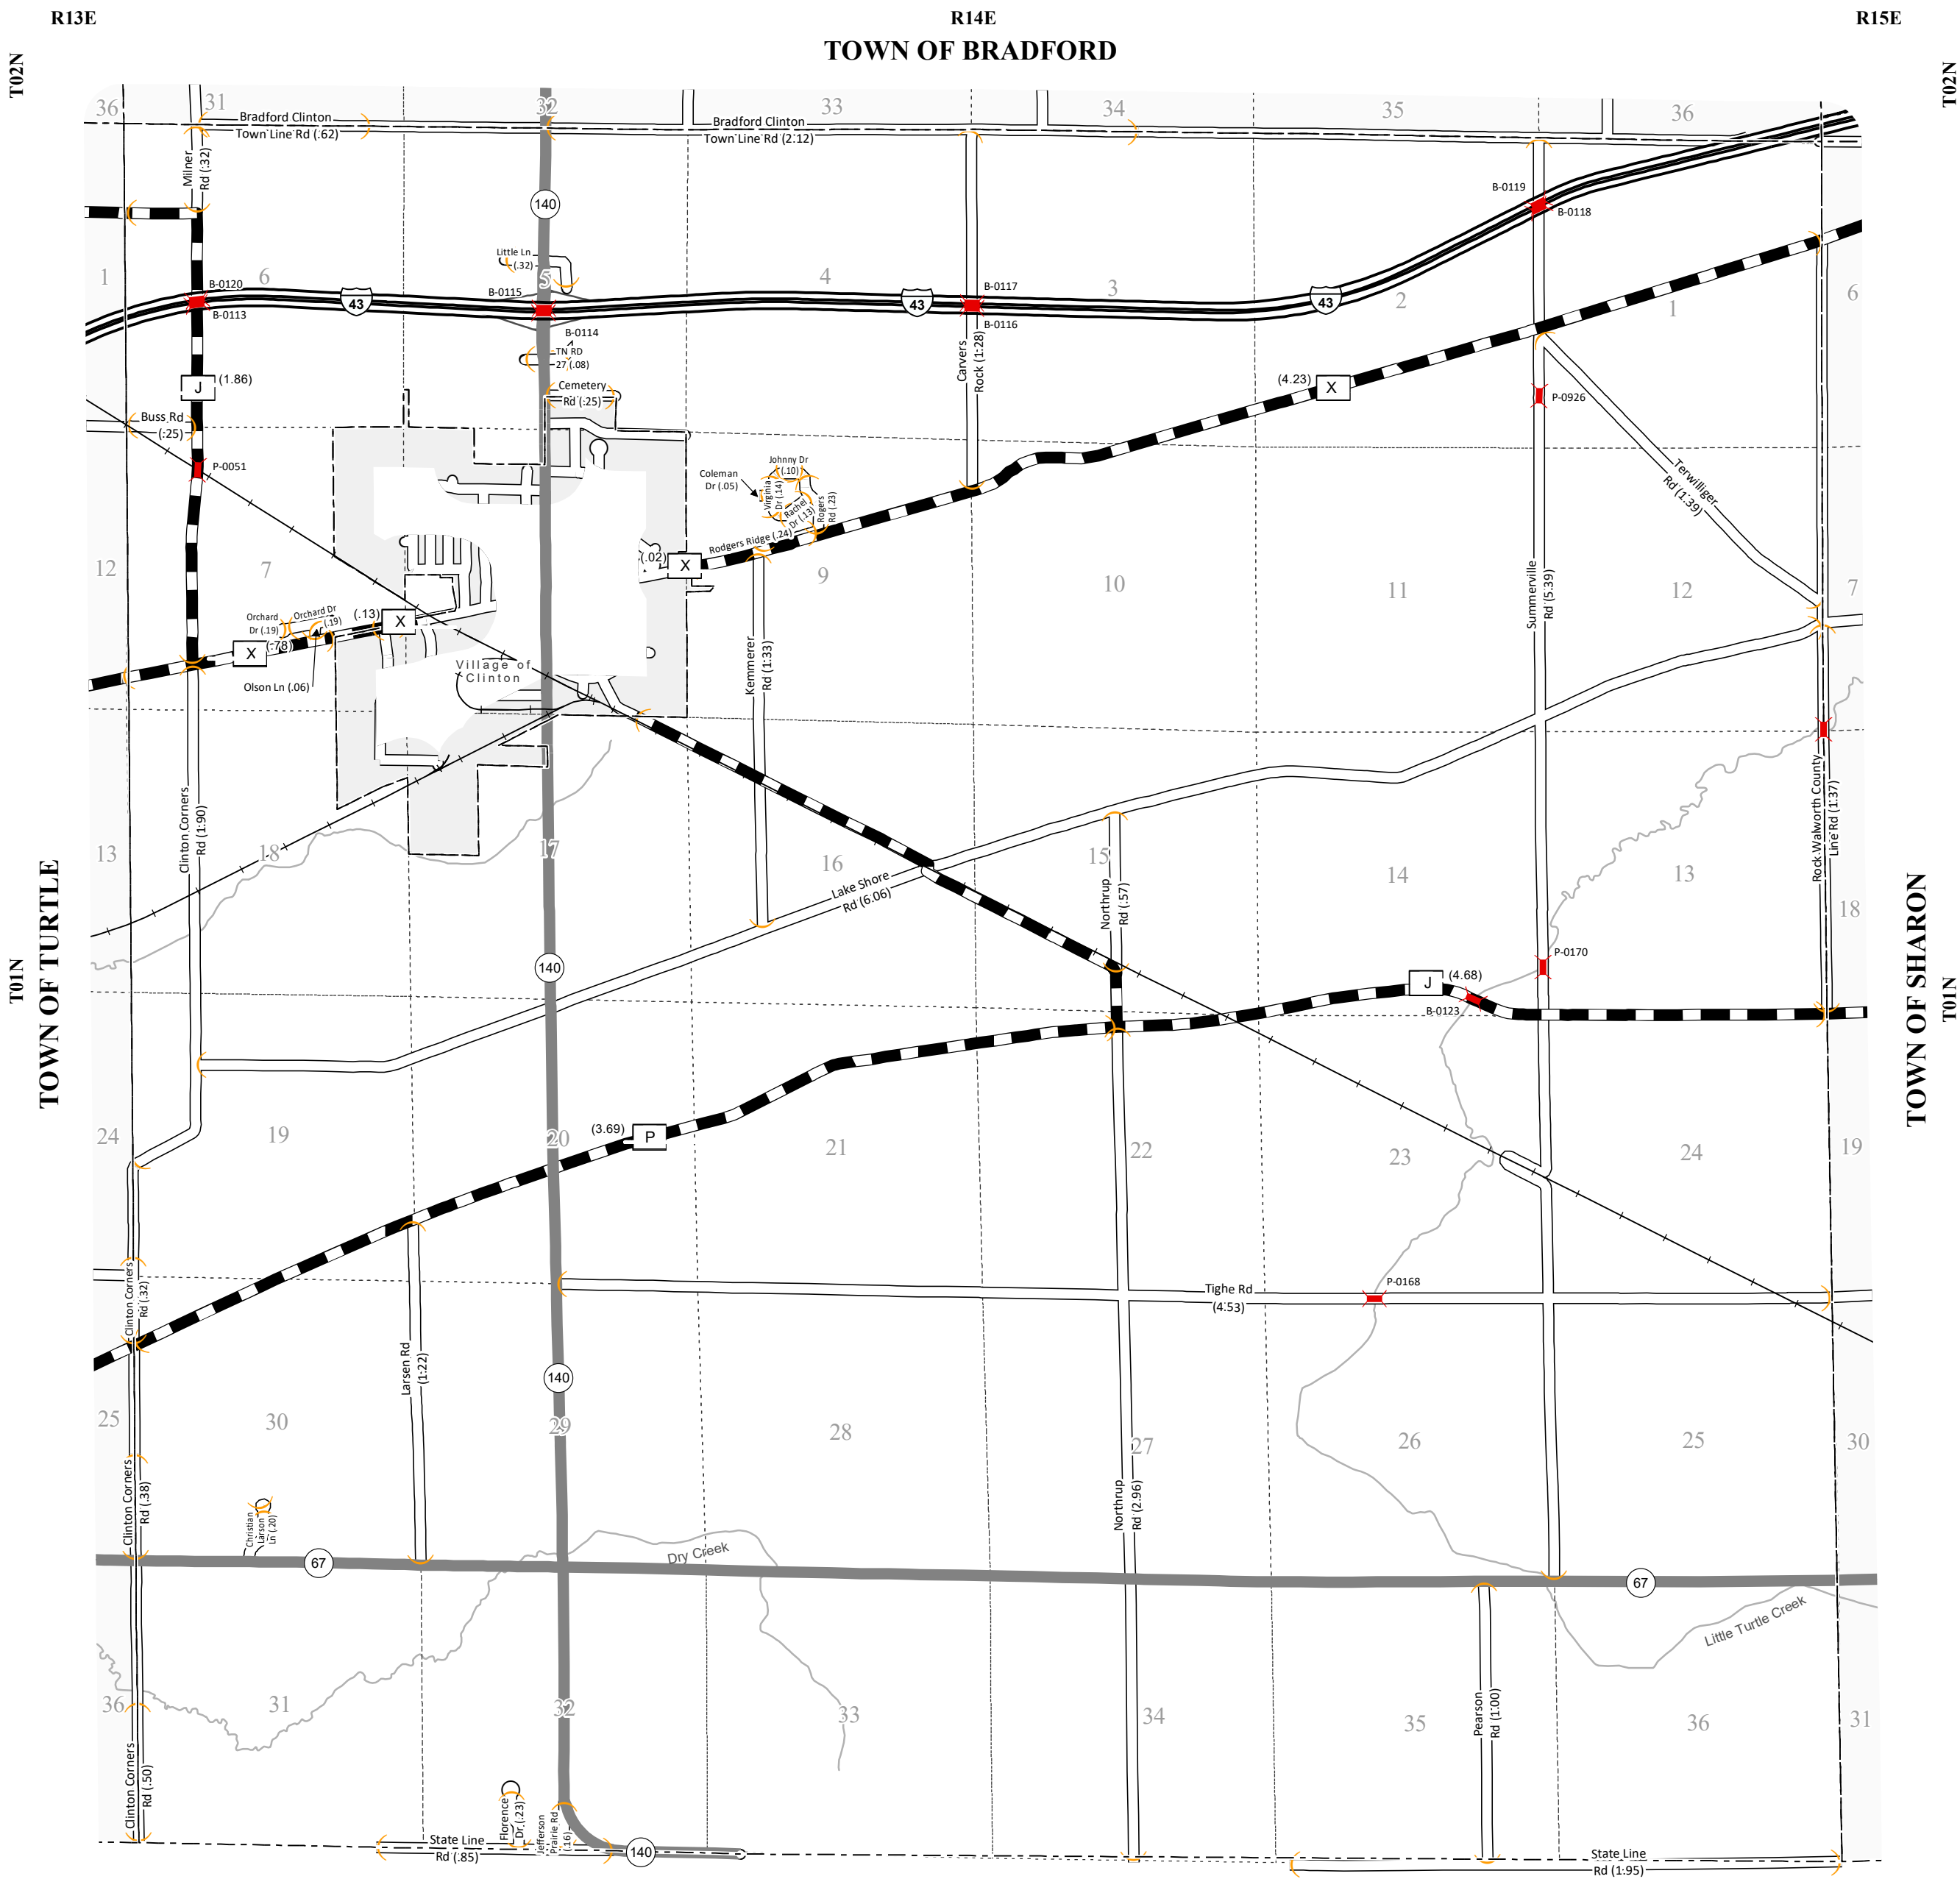 R13E
R14E
R15E
TOWN OF BRADFORD
T02N
T02N
36
31
32
33
34
35
36
Bradford Clinton
Town Line Rd (.62)
Bradford Clinton
Town Line Rd (2.12)
Milner
Rd (.32)
140
B-0119
B-0118
Little Ln
(.32)
1
6
5
4
3
2
1
6
B-0120
B-0113
43
B-0115
B-0114
43
B-0117
B-0116
43
Carvers
Rock (1.28)
TN RD
27 (.08)
J
(1.86)
Cemetery
Rd (.25)
(4.23)
X
P-0926
Buss Rd
(.25)
P-0051
Coleman
Dr (.05)
Johnny Dr
(.10)
Virginia
Dr (.14)
Rachel
Dr (.13)
Rogers
Rd (.23)
Rodgers Ridge (.24)
Terwilliger
Rd (1.39)
(.02)
X
12
7
9
10
11
12
7
Summerville
Rd (5.39)
Orchard
Dr (.19)
Orchard Dr
(.19)
(.13)
X
X
(.78)
Olson Ln (.06)
Village of
Clinton
Kemmerer
Rd (1.33)
Clinton Corners
Rd (1.90)
Rock Walworth County
Line Rd (1.37)
13
18
17
16
15
14
13
18
Lake Shore
Rd (6.06)
Northrup
Rd (.57)
TOWN OF TURTLE
T01N
TOWN OF SHARON
T01N
140
P-0170
J
(4.68)
B-0123
24
19
20
21
22
23
24
19
(3.69)
P
Clinton Corners
Rd (.32)
Tighe Rd
(4.53)
P-0168
Larsen Rd
(1.22)
140
25
30
29
28
27
26
25
30
Clinton Corners
Rd (.38)
Christian
Larson
Ln (.20)
Northrup
Rd (2.96)
67
Dry Creek
67
Little Turtle Creek
36
31
32
33
34
35
36
31
Pearson
Rd (1.00)
Clinton Corners
Rd (.50)
Florence
Dr (.23)
Jefferson
Prairie Rd
(.16)
State Line
Rd (.85)
140
State Line
Rd (1.95)